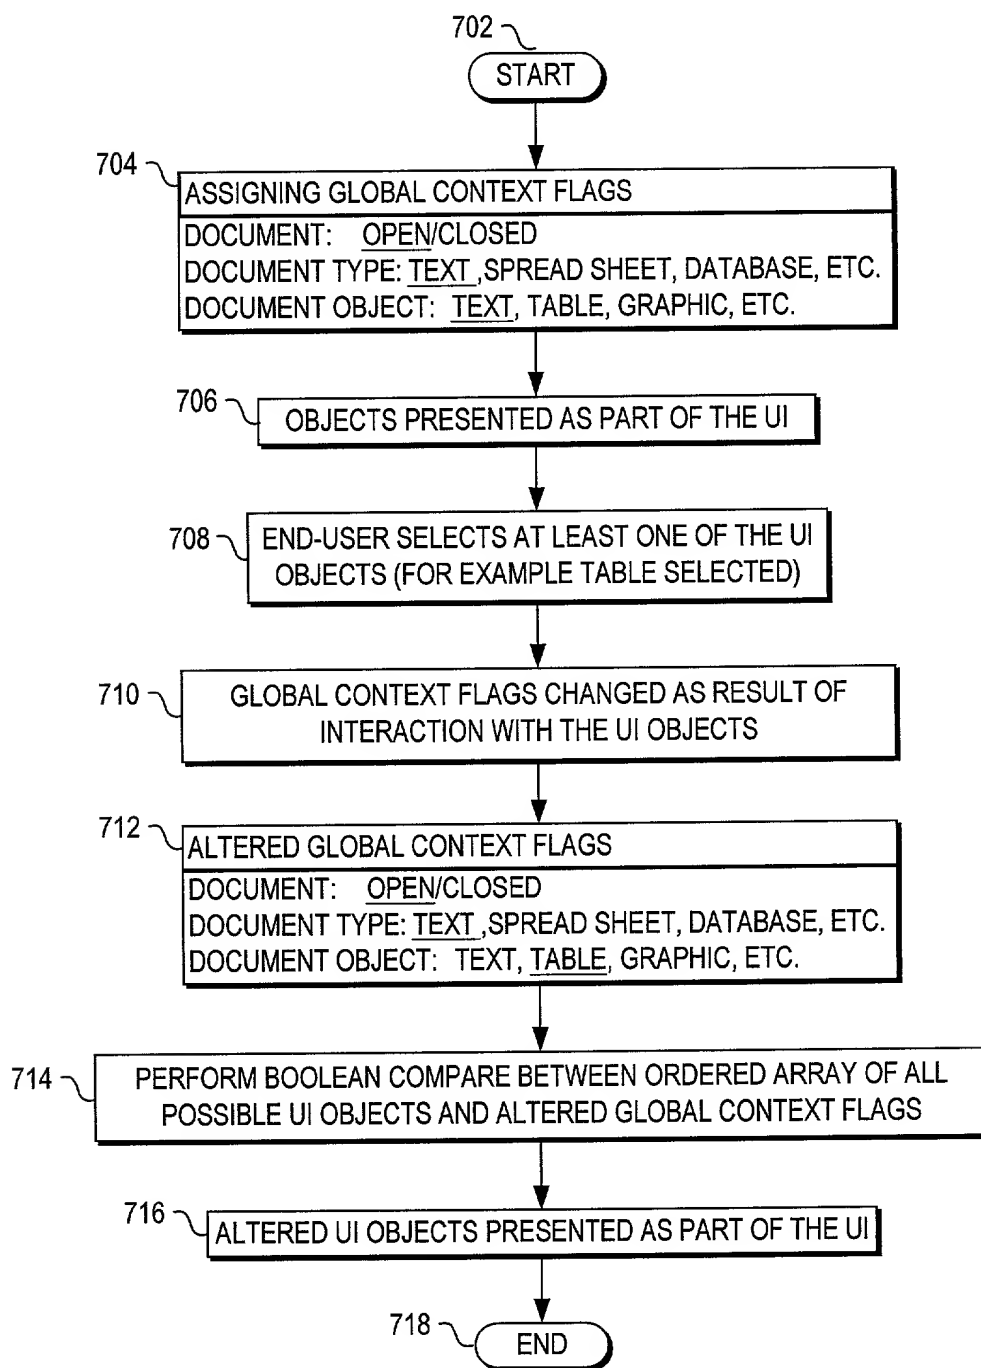 702
START
704
ASSIGNING GLOBAL CONTEXT FLAGS
DOCUMENT: OPEN/CLOSED
DOCUMENT TYPE: TEXT ,SPREAD SHEET, DATABASE, ETC.
DOCUMENT OBJECT: TEXT, TABLE, GRAPHIC, ETC.
706
OBJECTS PRESENTED AS PART OF THE UI
708
END-USER SELECTS AT LEAST ONE OF THE UI
OBJECTS (FOR EXAMPLE TABLE SELECTED)
710
GLOBAL CONTEXT FLAGS CHANGED AS RESULT OF
INTERACTION WITH THE UI OBJECTS
712
ALTERED GLOBAL CONTEXT FLAGS
DOCUMENT: OPEN/CLOSED
DOCUMENT TYPE: TEXT ,SPREAD SHEET, DATABASE, ETC.
DOCUMENT OBJECT: TEXT, TABLE, GRAPHIC, ETC.
714
PERFORM BOOLEAN COMPARE BETWEEN ORDERED ARRAY OF ALL
POSSIBLE UI OBJECTS AND ALTERED GLOBAL CONTEXT FLAGS
716
ALTERED UI OBJECTS PRESENTED AS PART OF THE UI
718
END